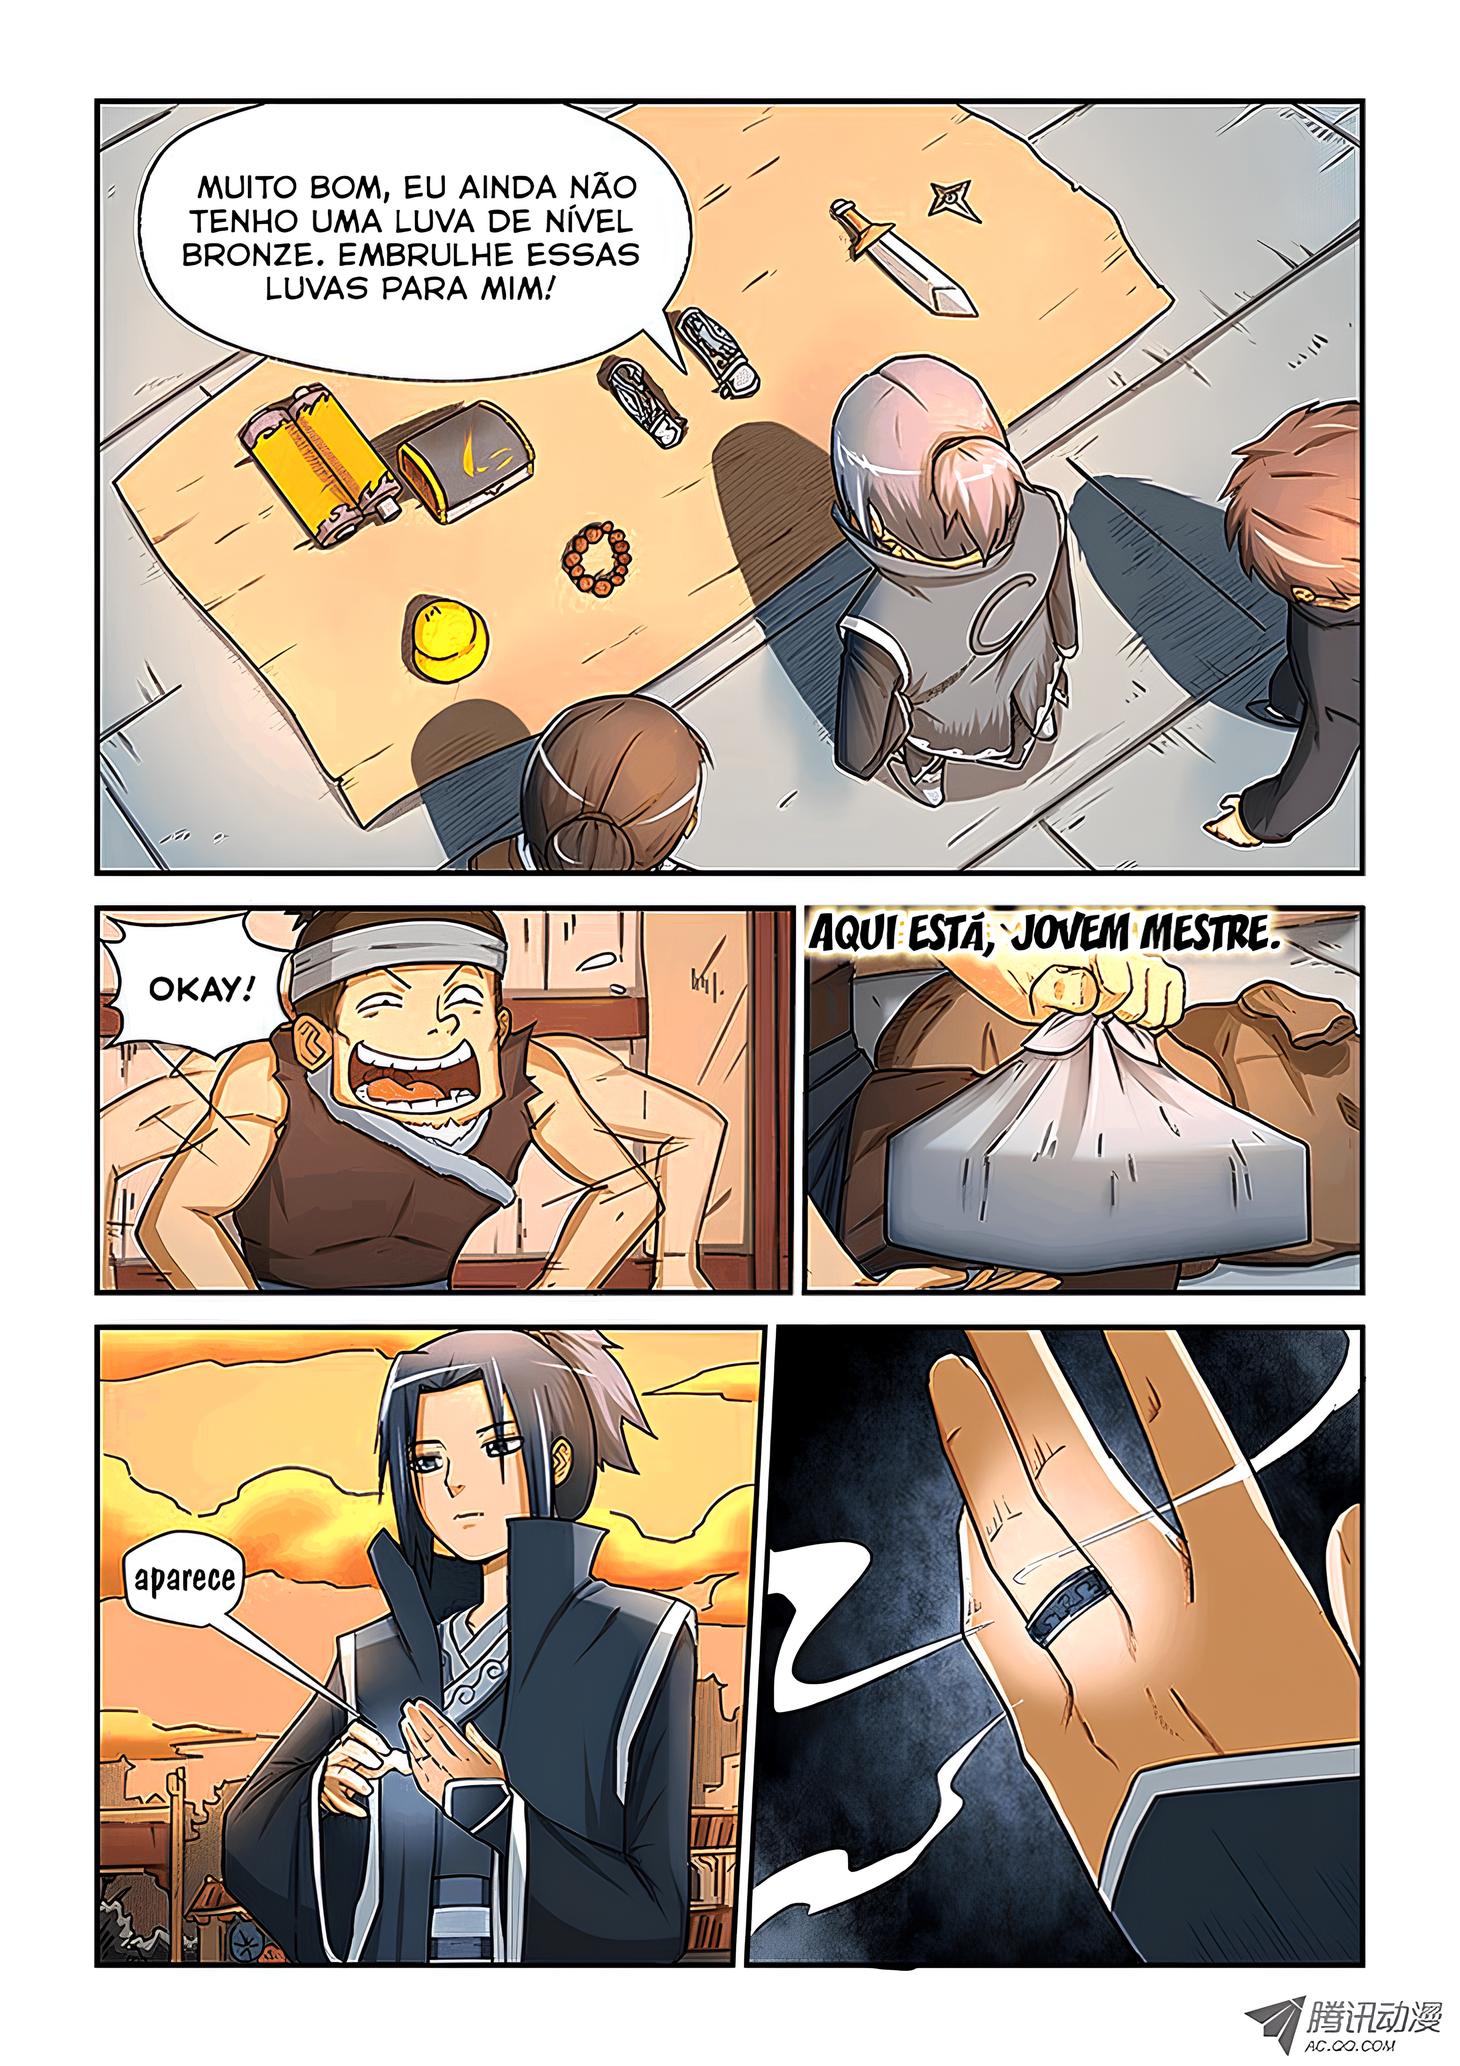 MUITO BOM, EU AINDA NÃO
TENHO UMA LUVA DE NÍVEL
BRONZE. EMBRULHE ESSAS
LUVAS PARA MIM!
OKAY!
AQUI ESTÁ, JOVEM MESTRE.
aparece
腾讯动漫
AC.QQ.COM